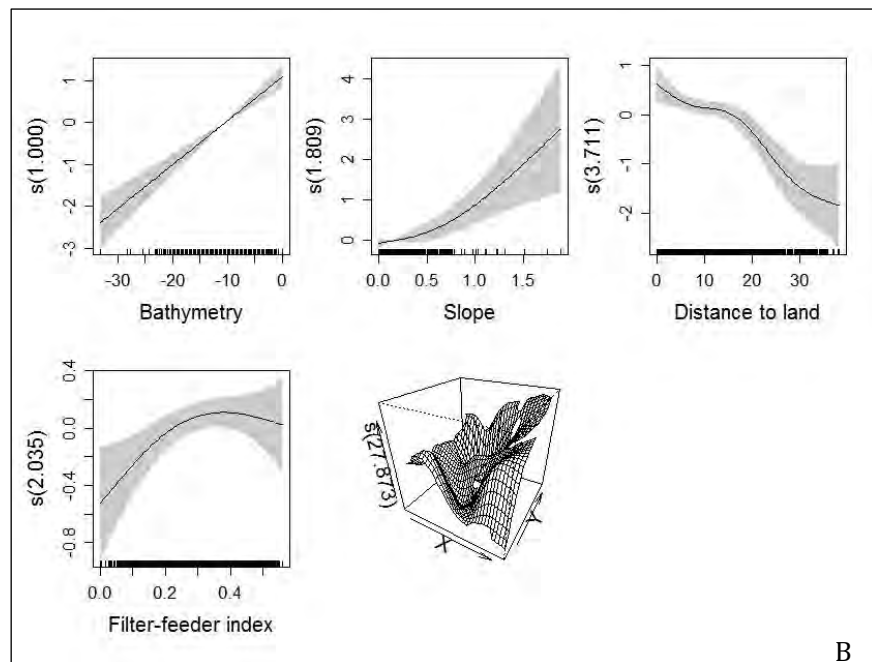 s(1.000)
1
0
-1
-2
-3
-30
-20
-10
0
Bathymetry
s(1.809)
4
3
2
1
0
0.0
0.5
1.0
1.5
Slope
s(3.711)
1
0
-1
-2
0
10
20
30
Distance to land
s(2.035)
0.4
0.0
-0.4
-0.8
0.0
0.4
Filter-feeder index
s(27.873)
X
Y
B